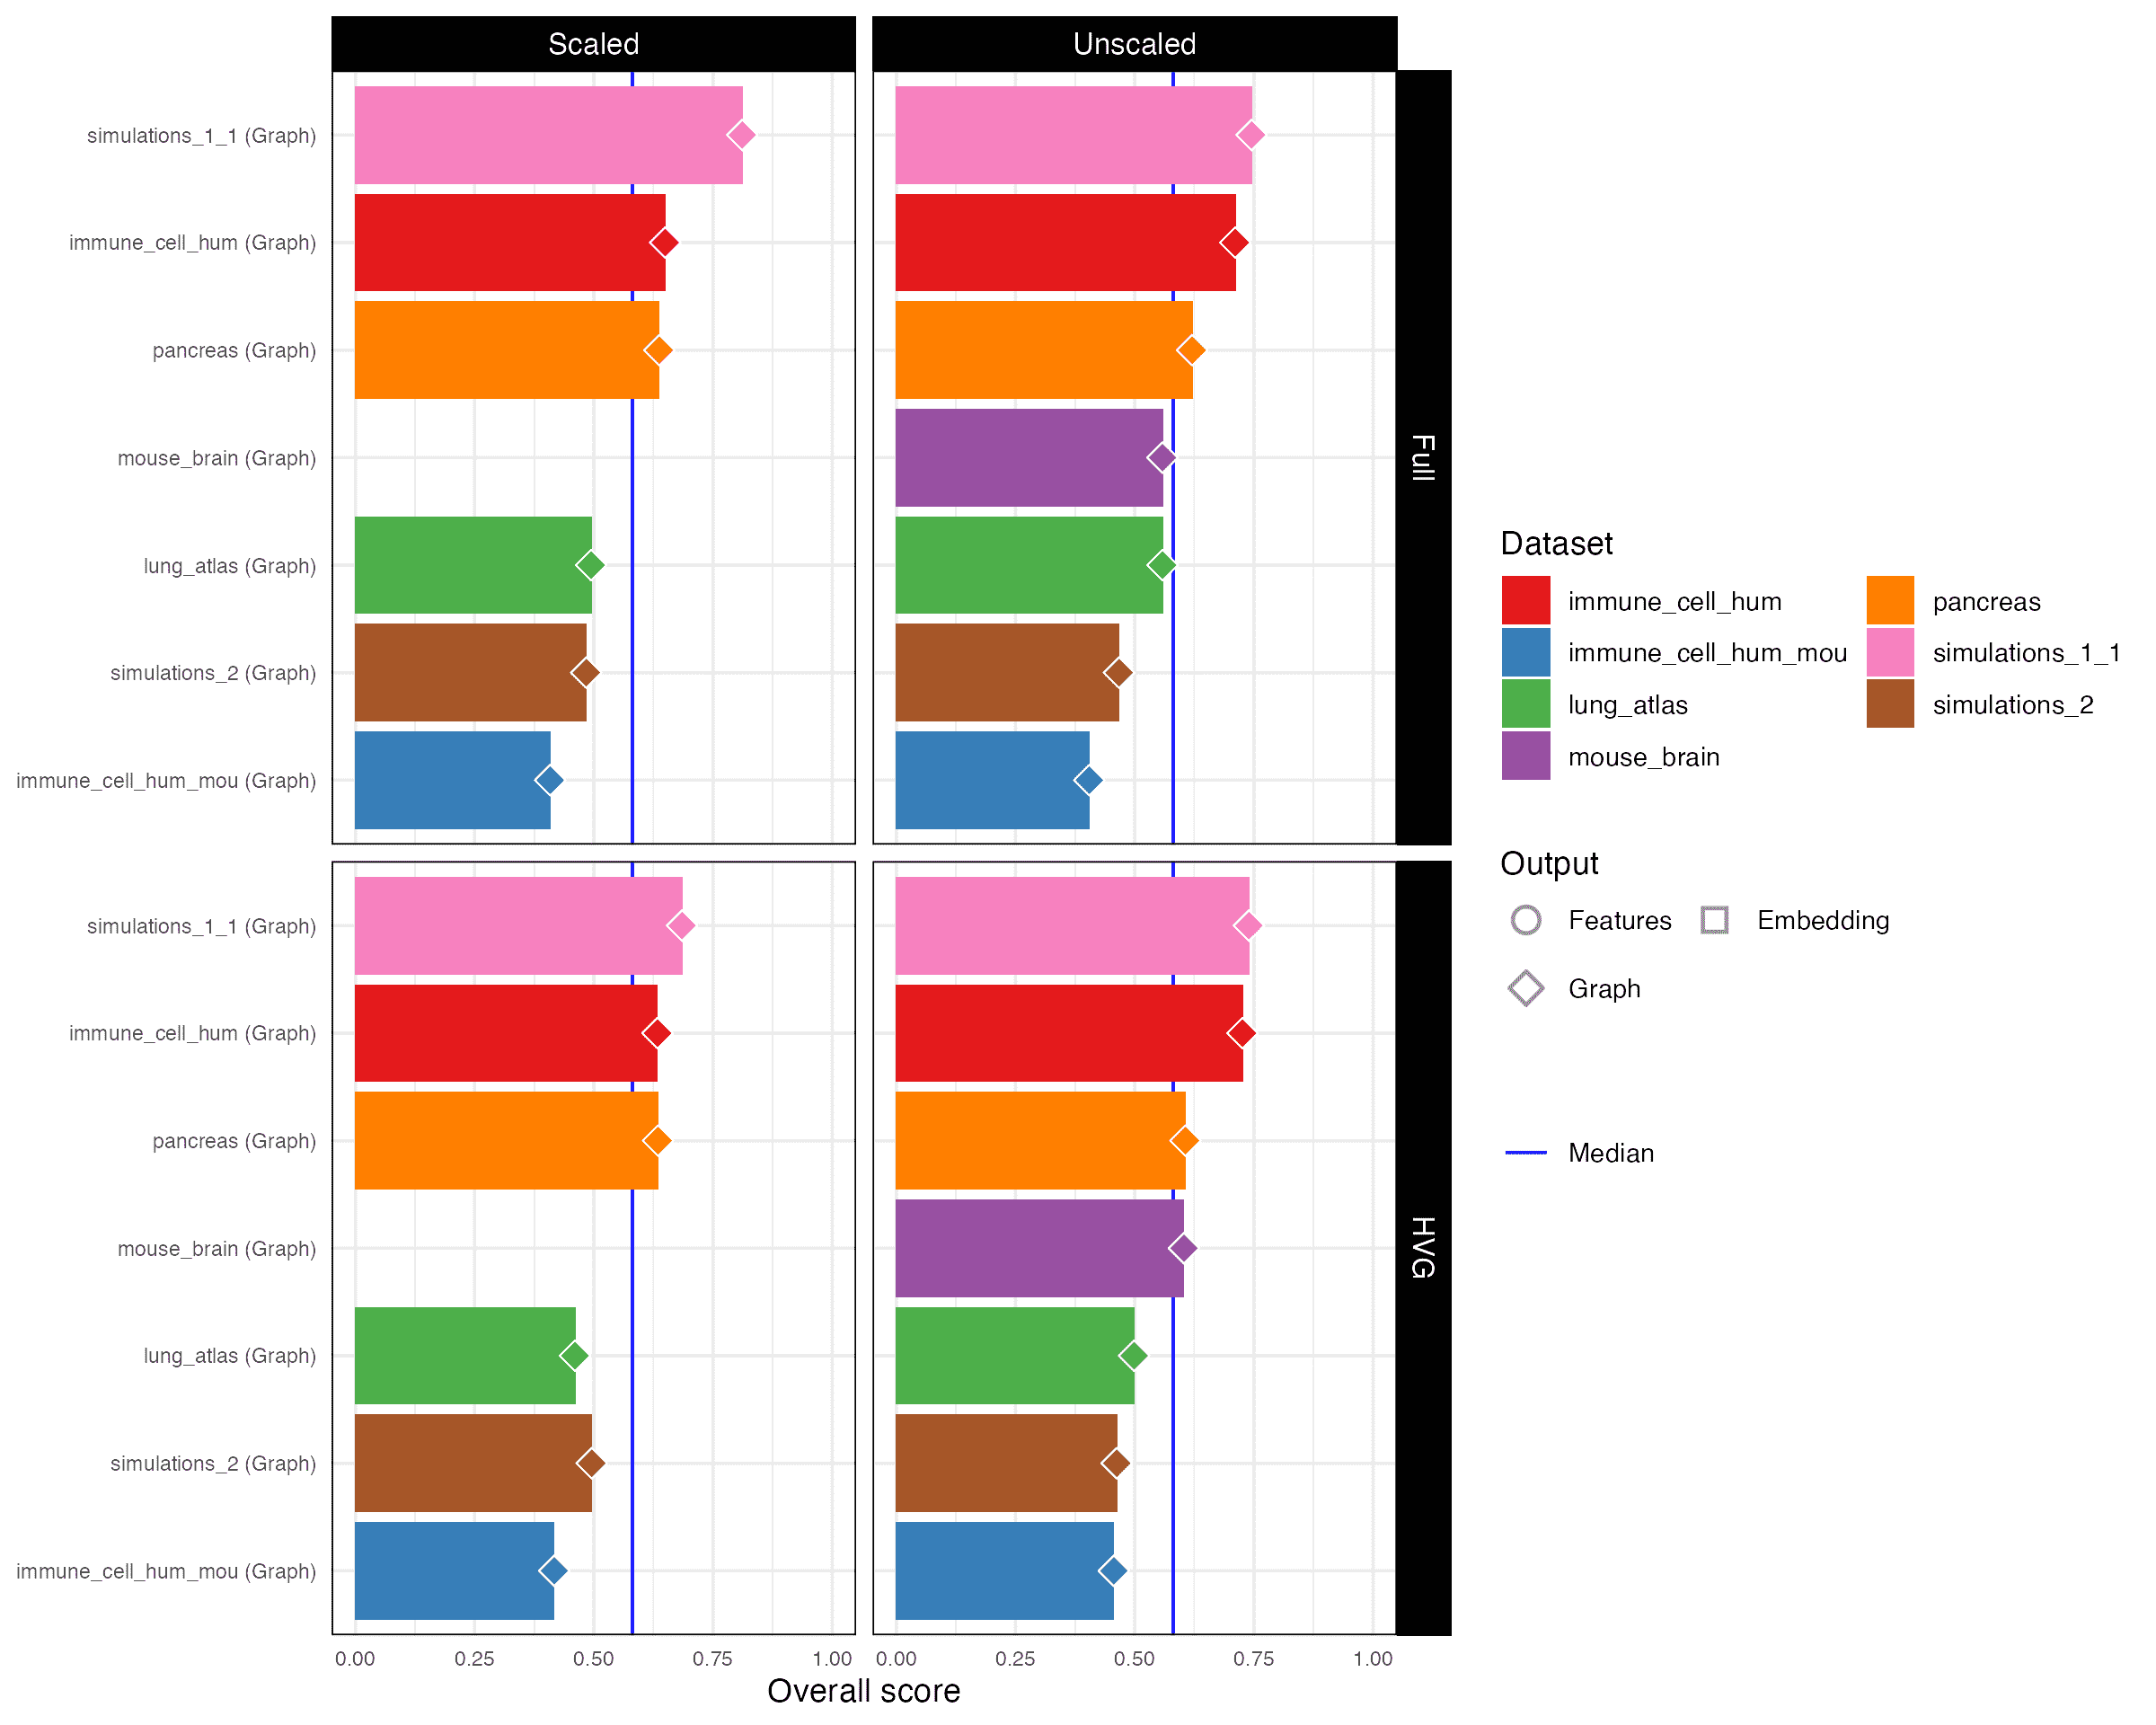 Scaled
Unscaled
simulations_1_1 (Graph)
immune_cell_hum (Graph)
pancreas (Graph)
mouse_brain (Graph)
lung_atlas (Graph)
simulations_2 (Graph)
immune_cell_hum_mou (Graph)
Full
simulations_1_1 (Graph)
immune_cell_hum (Graph)
pancreas (Graph)
mouse_brain (Graph)
lung_atlas (Graph)
simulations_2 (Graph)
immune_cell_hum_mou (Graph)
HVG
0.00 0.25 0.50 0.75 1.00
0.00 0.25 0.50 0.75 1.00
Overall score
Dataset
immune_cell_hum
immune_cell_hum_mou
lung_atlas
mouse_brain
pancreas
simulations_1_1
simulations_2
Output
Features
Embedding
Graph
Median